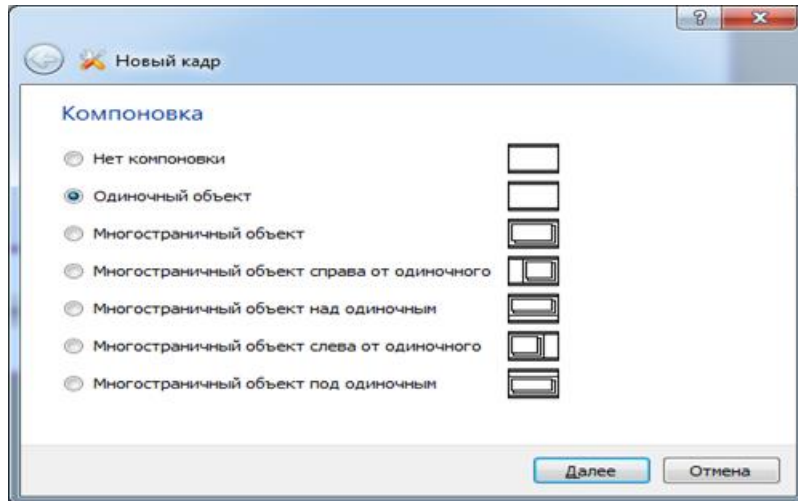 ?
Новый кадр
Компоновка
Нет компоновки
Одиночный объект
Многостраничный объект
Многостраничный объект справа от одиночного
Многостраничный объект над одиночным
Многостраничный объект слева от одиночного
Многостраничный объект под одиночным
Далее
Отмена